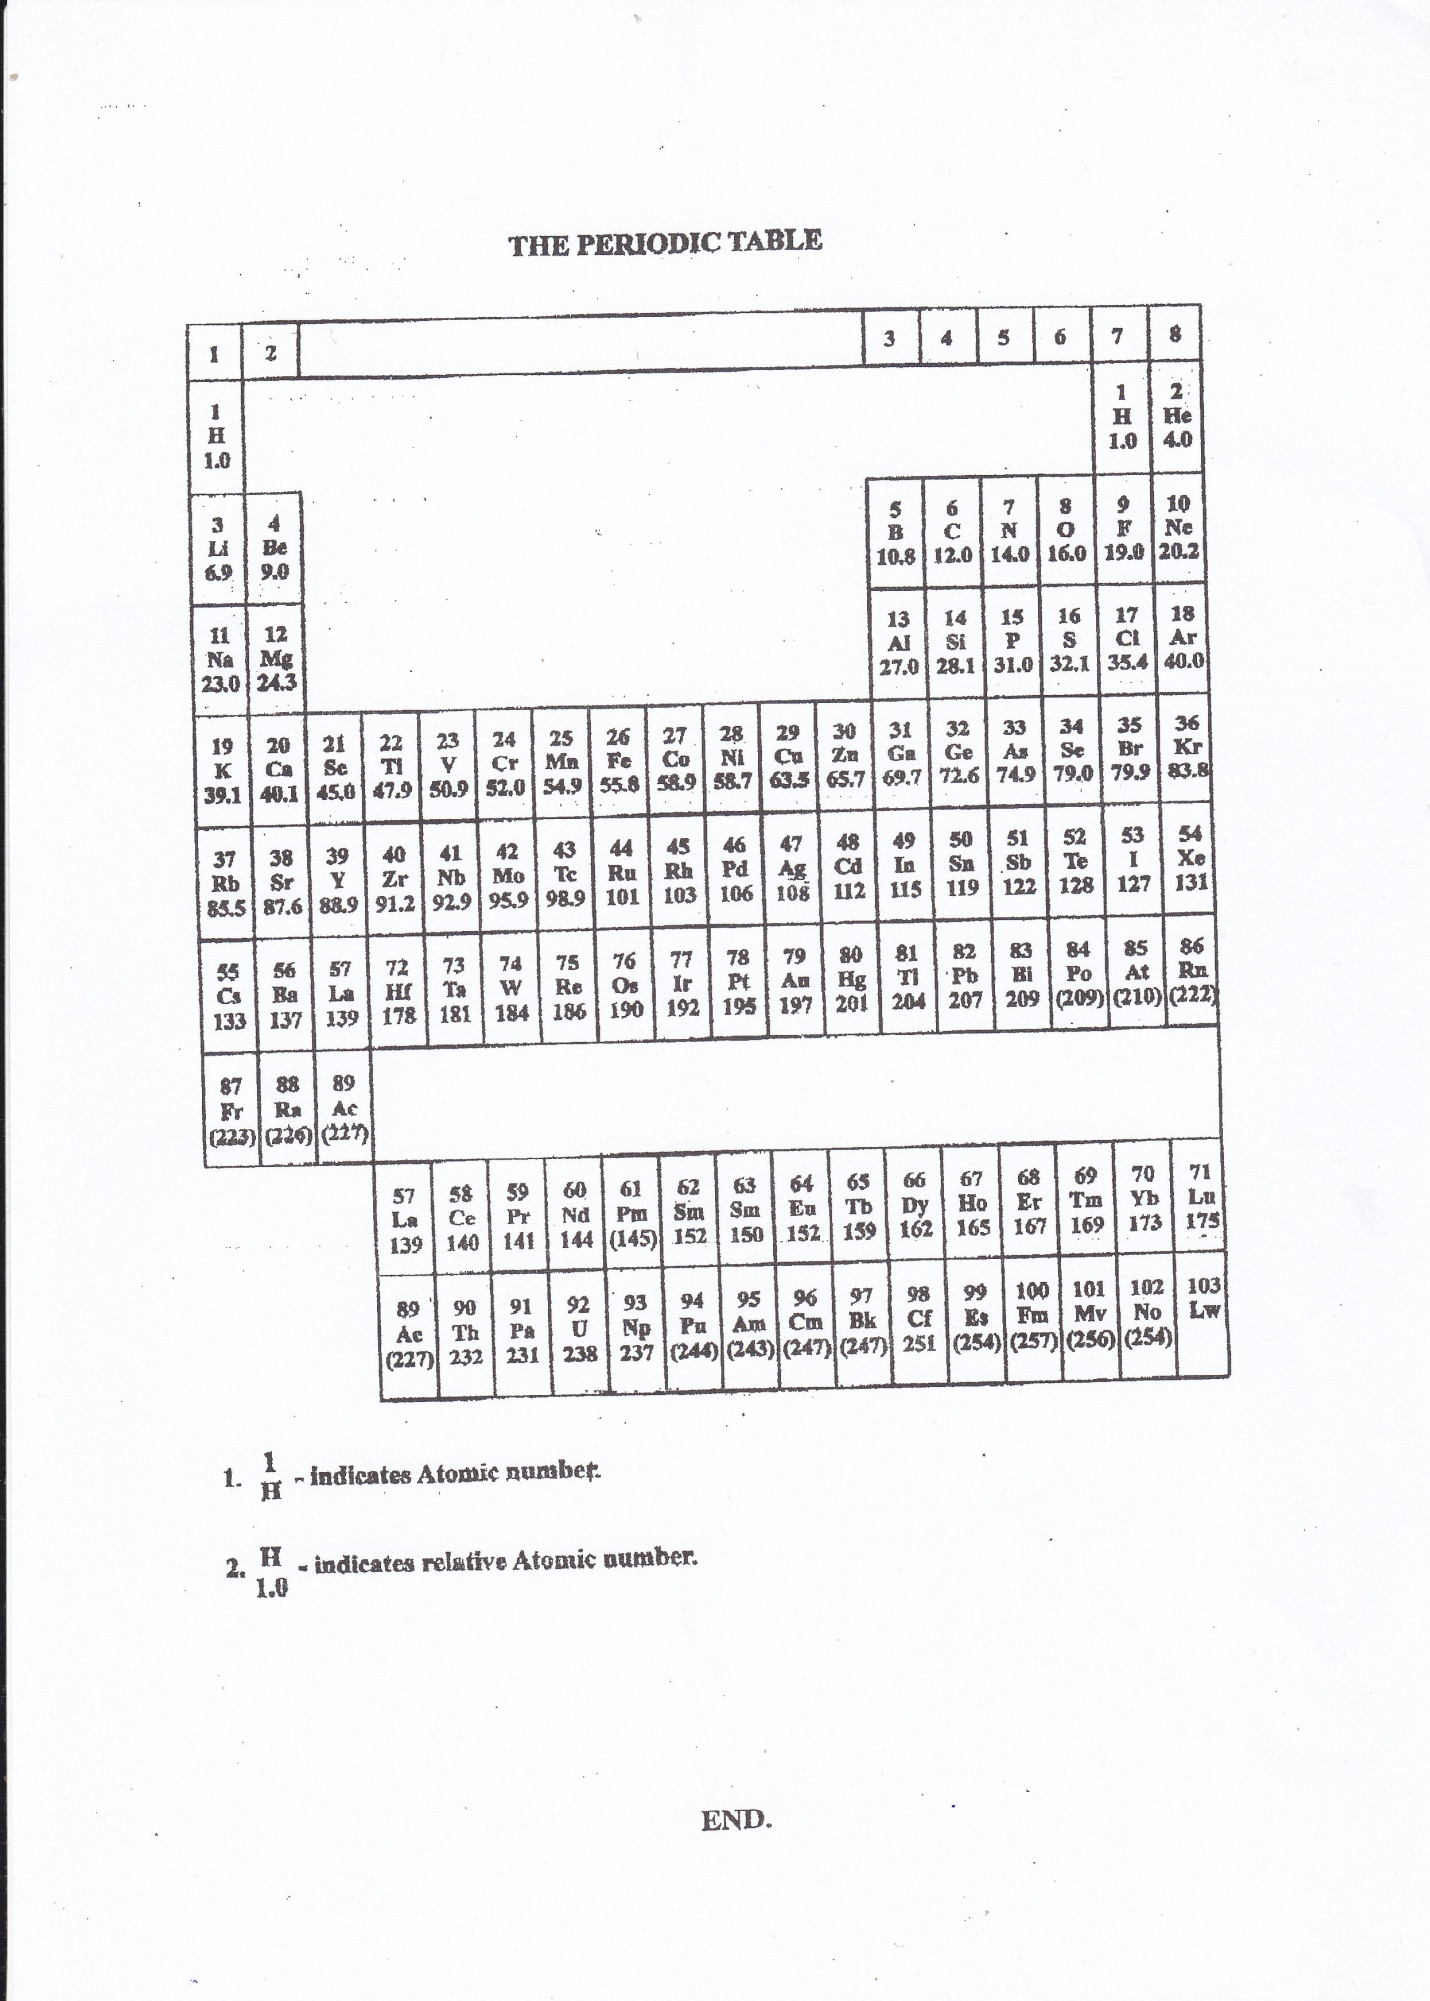 THE PERIODIC TABLE
1 2 3 4 5 6 7 8
1 1 2
H H He
1.0 1.0 4.0
3 4 5 6 7 8 9 10
Li Be B C N O F Ne
6.9 9.0 10.8 12.0 14.0 16.0 19.0 20.2
11 12 13 14 15 16 17 18
Na Mg Al Si P S Cl Ar
23.0 24.3 27.0 28.1 31.0 32.1 35.4 40.0
19 20 21 22 23 24 25 26 27 28 29 30 31 32 33 34 35 36
K Ca Sc Ti V Cr Mn Fe Co Ni Cu Zn Ga Ge As Se Br Kr
39.1 40.1 45.0 47.9 50.9 52.0 54.9 55.8 58.9 58.7 63.5 65.7 69.7 72.6 74.9 79.0 79.9 83.8
37 38 39 40 41 42 43 44 45 46 47 48 49 50 51 52 53 54
Rb Sr Y Zr Nb Mo Tc Ru Rh Pd Ag Cd In Sn Sb Te I Xe
85.5 87.6 88.9 91.2 92.9 95.9 98.9 101 103 106 108 112 115 119 122 128 127 131
55 56 57 72 73 74 75 76 77 78 79 80 81 82 83 84 85 86
Cs Ba La Hf Ta W Re Os Ir Pt Au Hg Tl Pb Bi Po At Rn
133 137 139 178 181 184 186 190 192 195 197 201 204 207 209 (209) (210) (222)
87 88 89
Fr Ra Ac
(223) (226) (227)
57 58 59 60 61 62 63 64 65 66 67 68 69 70 71
La Ce Pr Nd Pm Sm Sm Eu Tb Dy Ho Er Tm Yb Lu
139 140 141 144 (145) 152 150 152 159 162 165 167 169 173 175
89 90 91 92 93 94 95 96 97 98 99 100 101 102 103
Ac Th Pa U Np Pu Am Cm Bk Cf Es Fm Mv No Lw
(227) 232 231 238 237 (244) (243) (247) (247) 251 (254) (257) (256) (254)
1. 1/H - indicates Atomic number.
2. H/1.0 - indicates relative Atomic number.
END.